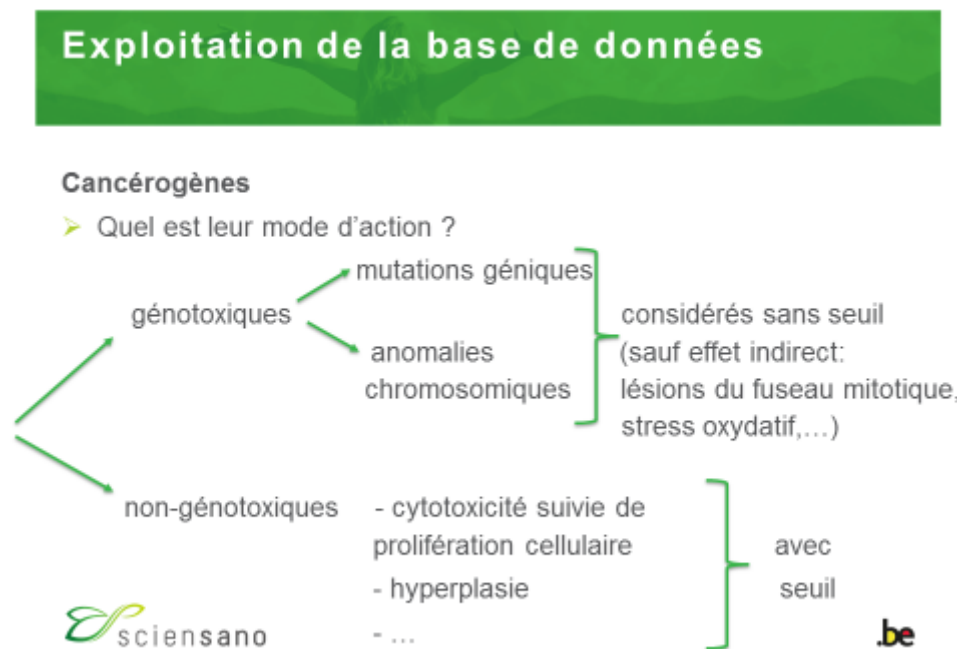 Exploitation de la base de données
Cancérogènes
➢ Quel est leur mode d'action ?
mutations géniques
génotoxiques
anomalies
chromosomiques
considérés sans seuil
(sauf effet indirect:
lésions du fuseau mitotique,
stress oxydatif,…)
non-génotoxiques
- cytotoxicité suivie de
prolifération cellulaire
- hyperplasie
- …
avec
seuil
sciensano
.be